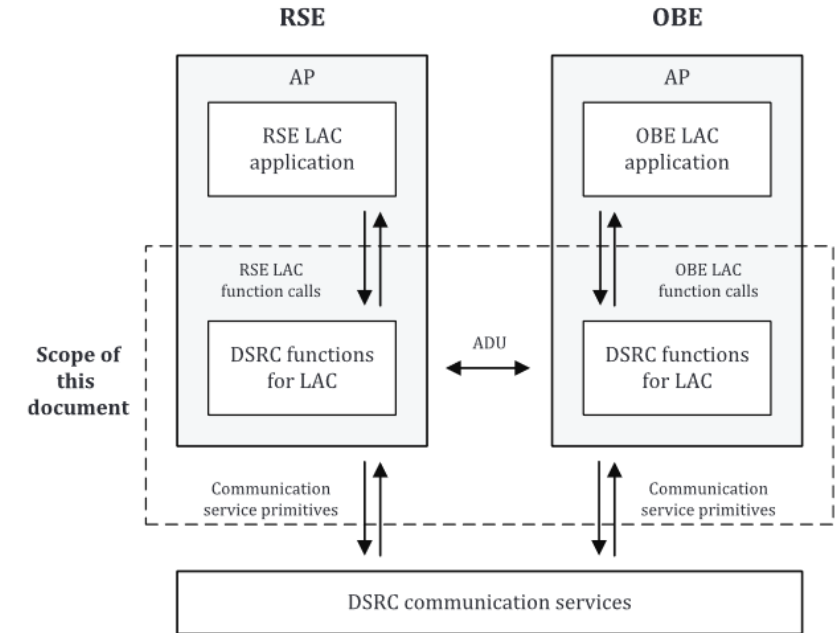 RSE
OBE
AP
AP
RSE LAC
application
OBE LAC
application
RSE LAC
function calls
OBE LAC
function calls
Scope of
this
document
DSRC functions
for LAC
ADU
DSRC functions
for LAC
Communication
service primitives
Communication
service primitives
DSRC communication services